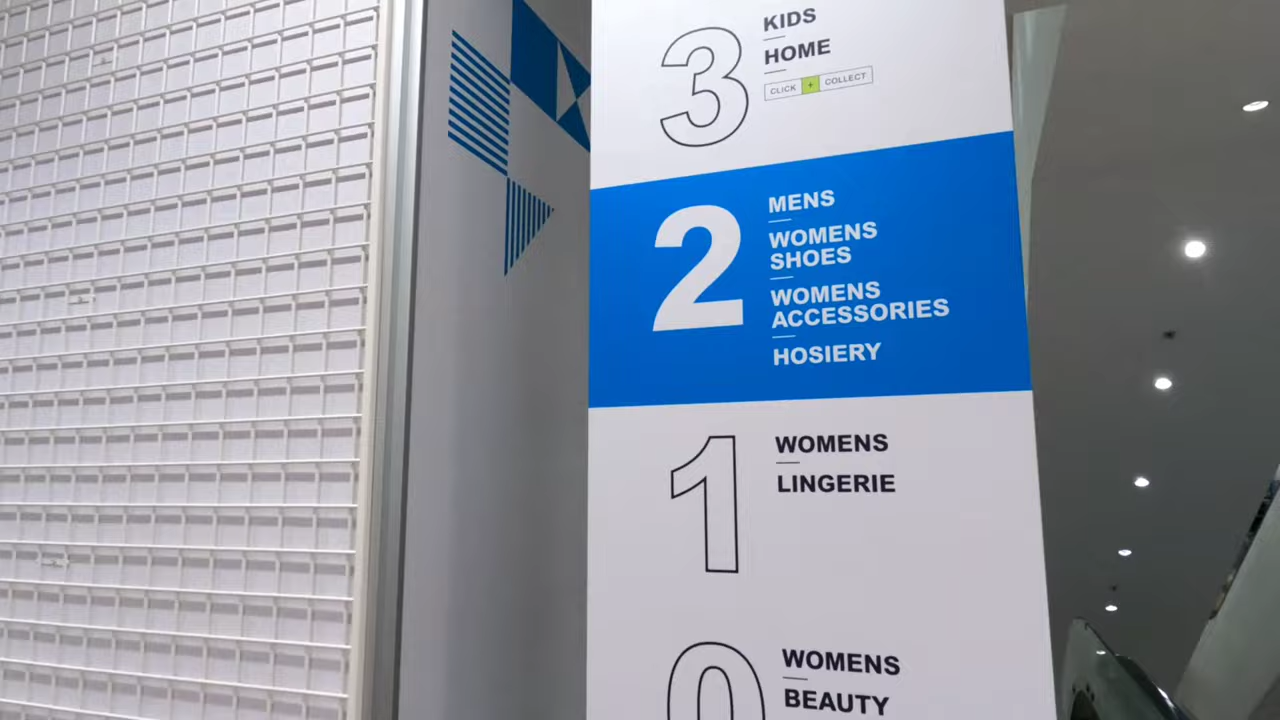 3
KIDS
HOME
CLICK + COLLECT
2
MENS
WOMENS
SHOES
WOMENS
ACCESSORIES
HOSIERY
1
WOMENS
LINGERIE
0
WOMENS
BEAUTY